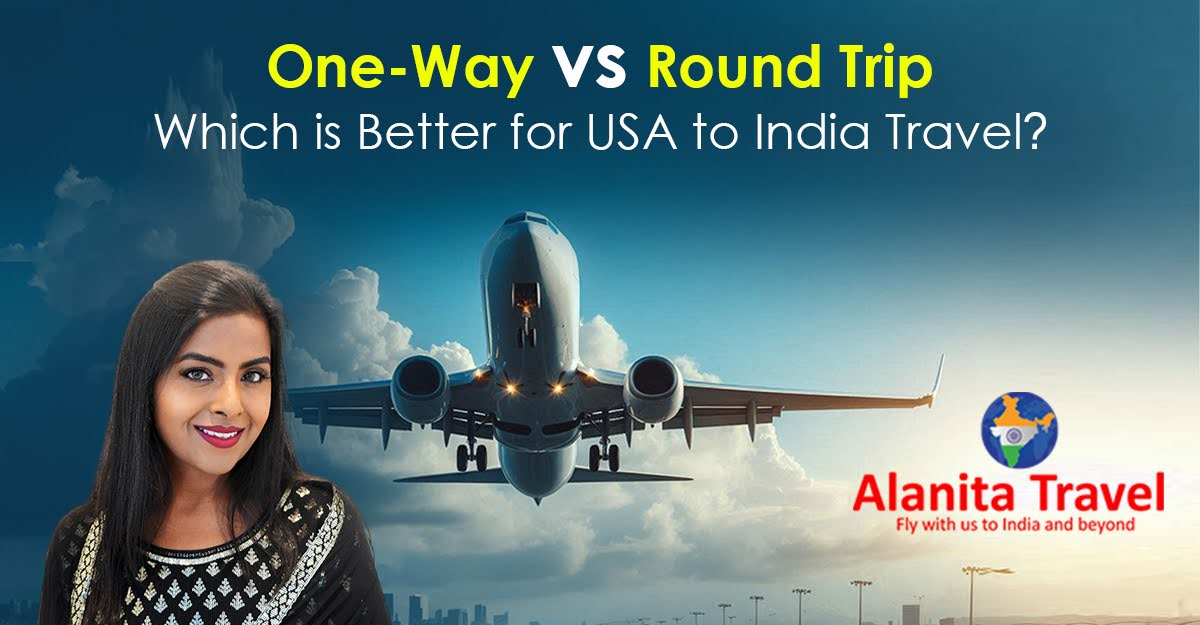 One-Way VS Round Trip
Which is Better for USA to India Travel?
Alanita Travel
Fly with us to India and beyond